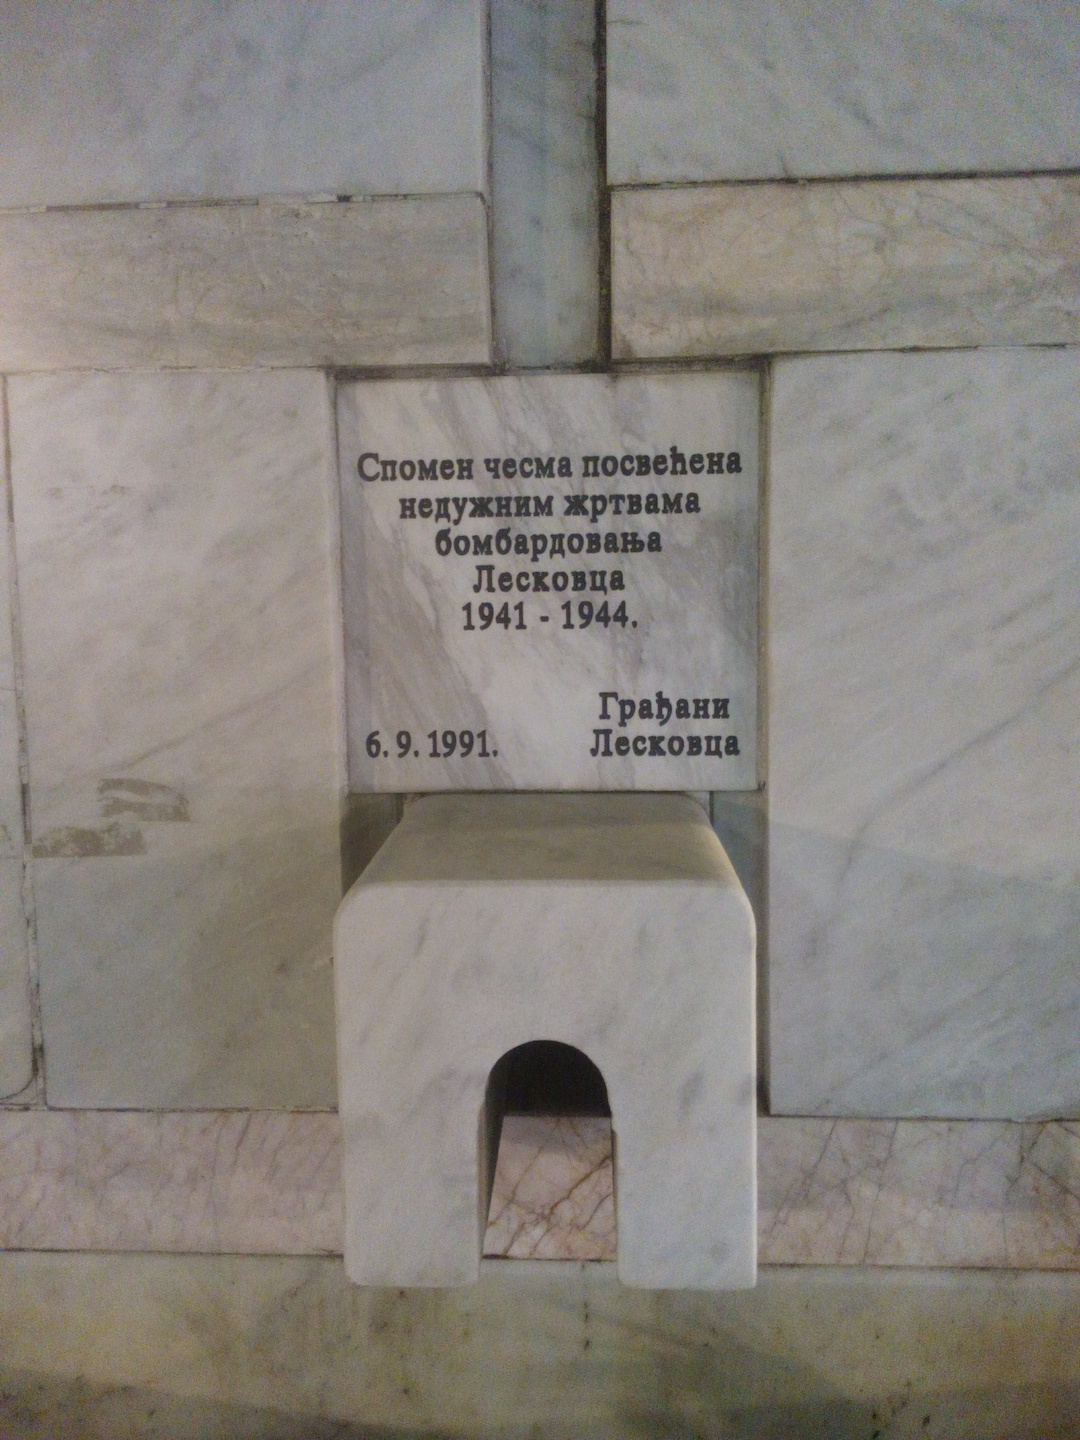 Спомен чесма посвећена
недужним жртвама
бомбардовања
Лесковца
1941 - 1944.
Грађани
6.9.1991. Лесковца